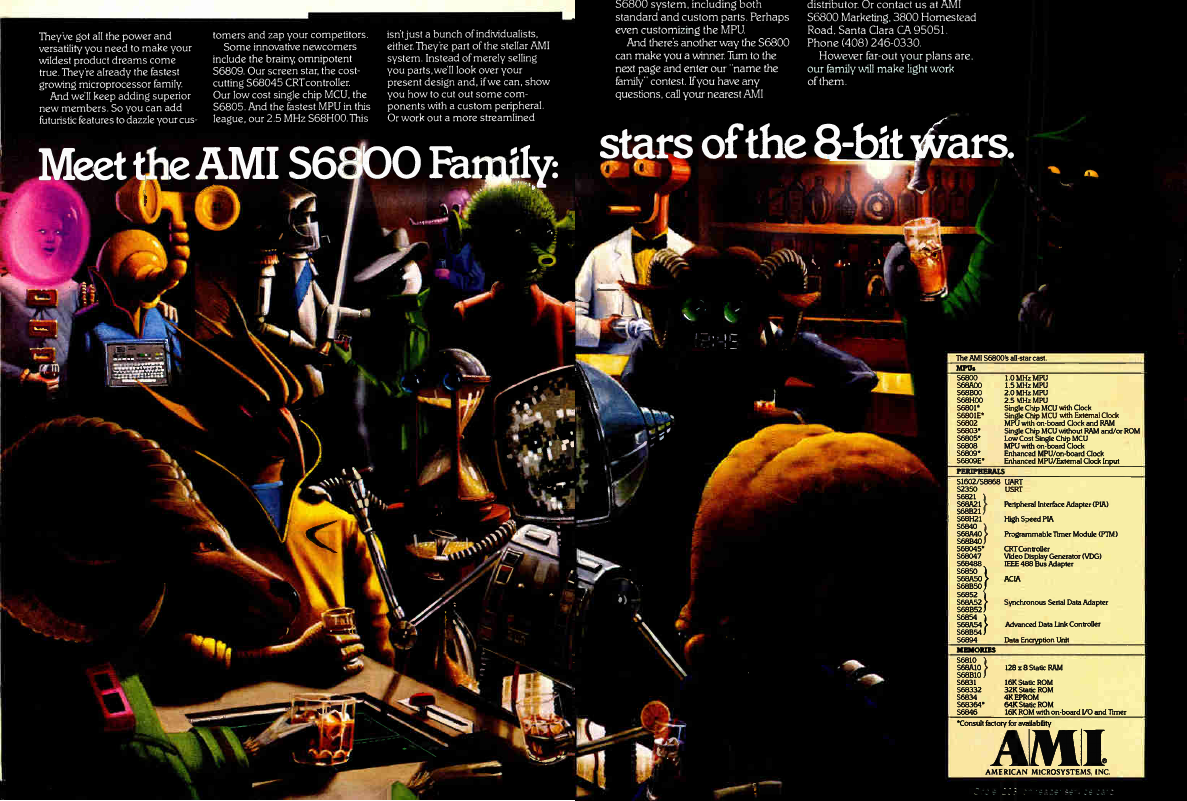 They've got all the power and
versatility you need to make your
wildest product dreams come
true. They're already the fastest
growing microprocessor family.
And we'll keep adding superior
new members. So you can add
futuristic features to dazzle your cus-
tomers and zap your competitors.
Some innovative newcomers
include the brainy, omnipotent
S6809. Our screen star, the cost-
cutting S68045 CRT controller.
Our low cost single chip MCU, the
S6805. And the fastest MPU in this
league, our 2.5 MHz S68H00. This
isn't just a bunch of individualists,
either. They're part of the stellar AMI
system. Instead of merely selling
you parts, we'll look over your
present design and, if we can, show
you how to cut out some com-
ponents with a custom peripheral.
Or work out a more streamlined
S6800 system, including both
standard and custom parts. Perhaps
even customizing the MPU.
And there's another way the S6800
can make you a winner. Turn to the
next page and enter our "name the
family" contest. If you have any
questions, call your nearest AMI
distributor. Or contact us at AMI
S6800 Marketing, 3800 Homestead
Road, Santa Clara CA 95051.
Phone (408) 246-0330.
However far-out your plans are,
our family will make light work
of them.
Meet the AMI S6800 Family:
stars of the 8-bit wars.
12:45
The AMI S6800's all-star cast.
MPUs
S6800 1.0 MHz MPU
S68A00 1.5 MHz MPU
S68B00 2.0 MHz MPU
S68H00 2.5 MHz MPU
S6801* Single Chip MCU with Clock
S6801E* Single Chip MCU with External Clock
S6802 MPU with on-board Clock and RAM
S6803* Single Chip MCU without RAM and/or ROM
S6805* Low Cost Single Chip MCU
S6808 MPU with on-board Clock
S6809* Enhanced MPU/on-board Clock
S6809E* Enhanced MPU/External Clock Input
PERIPHERALS
S1602/S8868 UART
S2350 USRT
S6821
S68A21 Peripheral Interface Adapter (PIA)
S68B21
S68H21 High Speed PIA
S6840
S68A40 Programmable Timer Module (PTM)
S68B40
S68045* CRT Controller
S68047 Video Display Generator (VDG)
S68488 IEEE 488 Bus Adapter
S6850
S68A50 ACIA
S68B50
S6852
S68A52 Synchronous Serial Data Adapter
S68B52
S6854
S68A54 Advanced Data Link Controller
S68B54
S6894 Data Encryption Unit
MEMORIES
S6810
S68A10 128 x 8 Static RAM
S68B10
S6831 16K Static ROM
S68332 32K Static ROM
S6834 4K EPROM
S68364* 64K Static ROM
S6846 16K ROM with on-board I/O and Timer
*Consult factory for availability
AMI®
AMERICAN MICROSYSTEMS, INC.
Circle 203 on reader service card